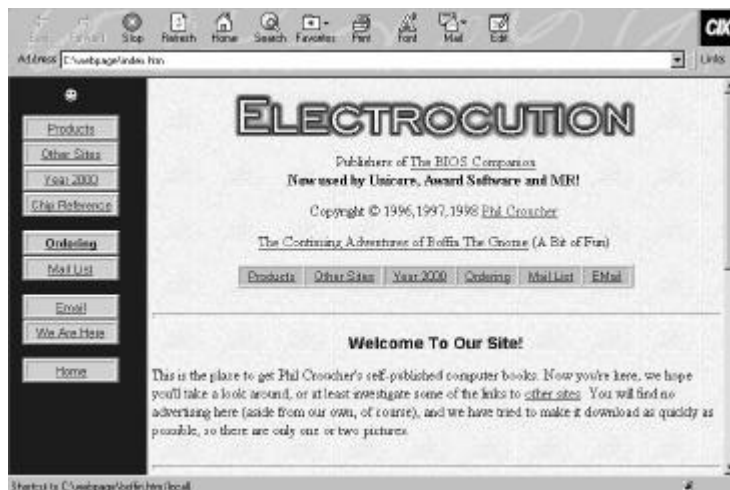 Back Forward Stop Refresh Home Search Favorites Print Font Mail Edit
CIX
Address C:\webpage\index.htm Links
Products
Other Sites
Year 2000
Chip Reference
Ordering
Mail List
Email
We Are Here
Home
ELECTROCUTION
Publishers of The BIOS Companion
Now used by Unicore, Award Software and MR!
Copyright © 1996,1997,1998 Phil Croucher
The Continuing Adventures of Boffin The Gnome (A Bit of Fun)
Products Other Sites Year 2000 Ordering Mail List EMail
Welcome To Our Site!
This is the place to get Phil Croucher's self-published computer books. Now you're here, we hope
you'll take a look around, or at least investigate some of the links to other sites. You will find no
advertising here (aside from our own, of course), and we have tried to make it download as quickly as
possible, so there are only one or two pictures.
Shortcut to C:\webpage\boffin.htm (local)